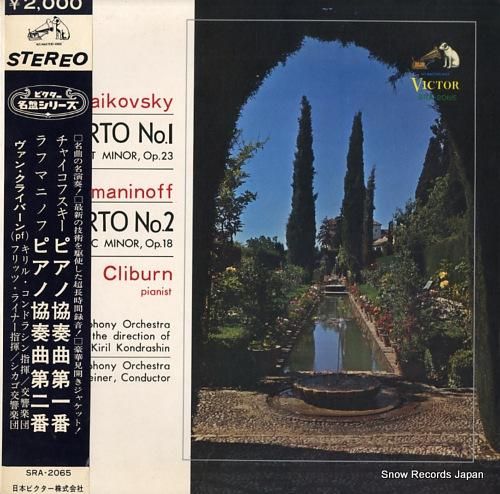 ¥2,000
STEREO
ビクター
名盤シリーズ
□名曲の名演奏!□最新の技術を駆使した超長時間録音!□豪華見開きジャケット!
チャイコフスキー ピアノ協奏曲第一番
ラフマニノフ ピアノ協奏曲第二番
ヴァン・クライバーン(pf) キリル・コンドラシン指揮/交響楽団
フリッツ・ライナー指揮/シカゴ交響楽団
SRA-2065
日本ビクター株式会社
aikovsky
RTO No.1
T MINOR, Op.23
maninoff
RTO No.2
C MINOR, Op.18
Cliburn
pianist
phony Orchestra
the direction of
Kiril Kondrashin
phony Orchestra
einer, Conductor
VICTOR
SRA-2065
Snow Records Japan